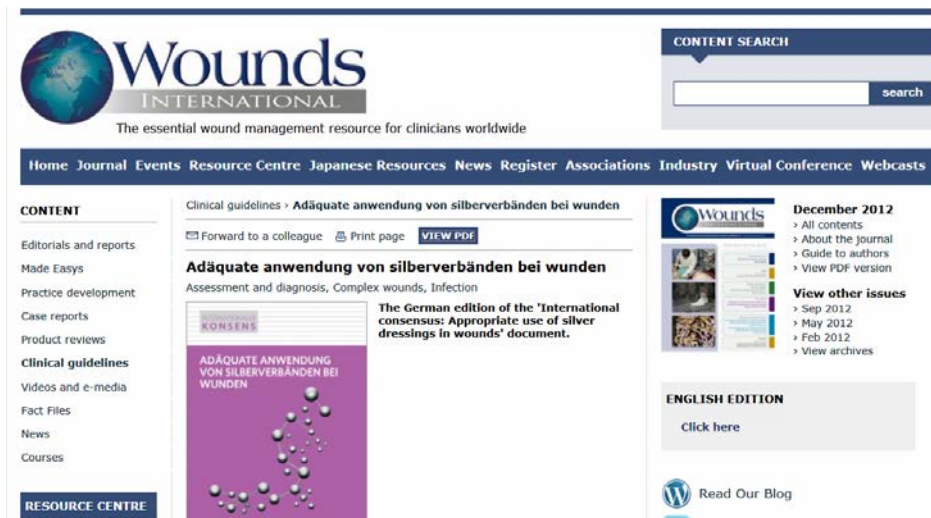 Wounds
INTERNATIONAL
The essential wound management resource for clinicians worldwide
CONTENT SEARCH
search
Home Journal Events Resource Centre Japanese Resources News Register Associations Industry Virtual Conference Webcasts
CONTENT
Editorials and reports
Made Easys
Practice development
Case reports
Product reviews
Clinical guidelines
Videos and e-media
Fact Files
News
Courses
RESOURCE CENTRE
Clinical guidelines › Adäquate anwendung von silberverbänden bei wunden
Forward to a colleague Print page VIEW PDF
Adäquate anwendung von silberverbänden bei wunden
Assessment and diagnosis, Complex wounds, Infection
KONSENS
ADÄQUATE ANWENDUNG
VON SILBERVERBÄNDEN BEI
WUNDEN
The German edition of the 'International
consensus: Appropriate use of silver
dressings in wounds' document.
Wounds
December 2012
› All contents
› About the journal
› Guide to authors
› View PDF version
View other issues
› Sep 2012
› May 2012
› Feb 2012
› View archives
ENGLISH EDITION
Click here
Read Our Blog